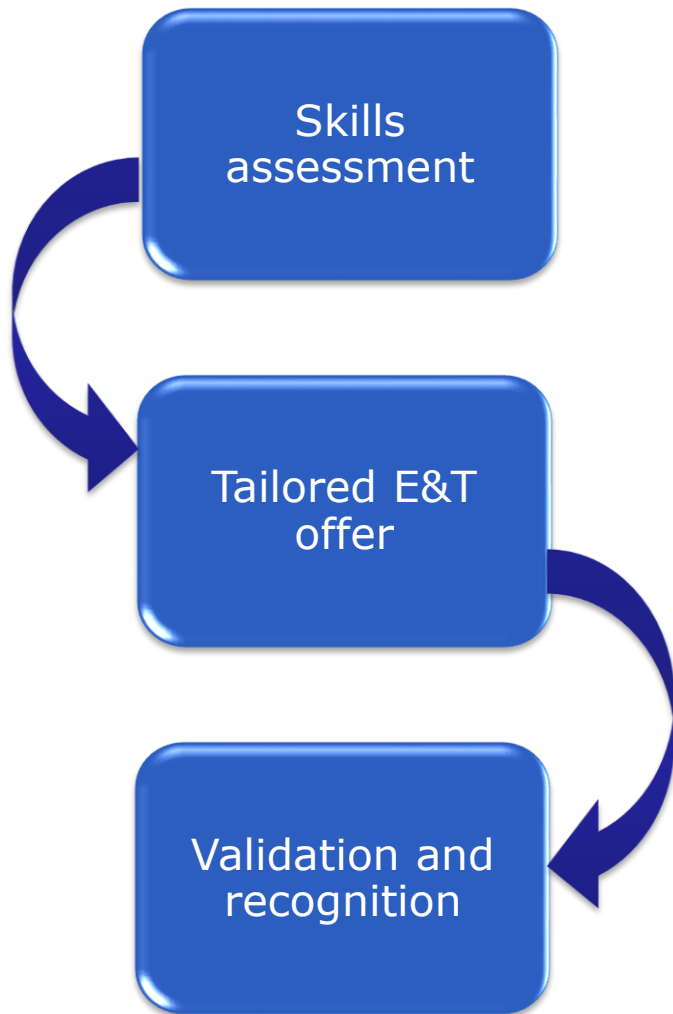 Skills
assessment
Tailored E&T
offer
Validation and
recognition